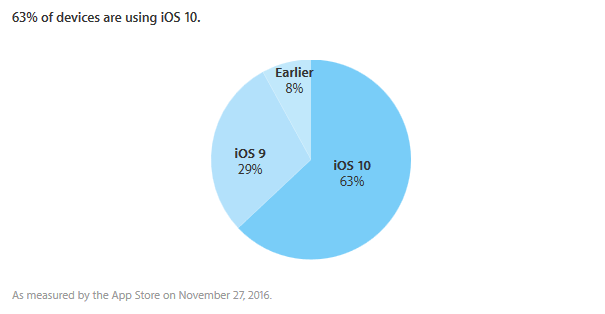 63% of devices are using iOS 10.
Earlier
8%
iOS 9
29%
iOS 10
63%
As measured by the App Store on November 27, 2016.